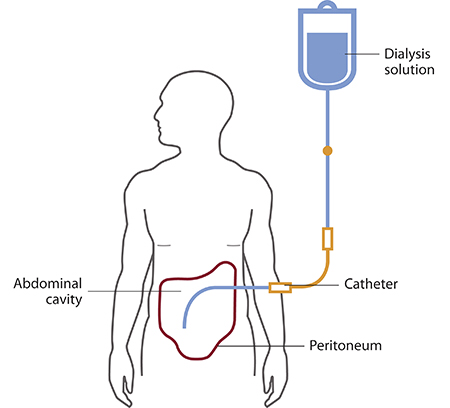 Dialysis
solution
Abdominal
cavity
Catheter
Peritoneum